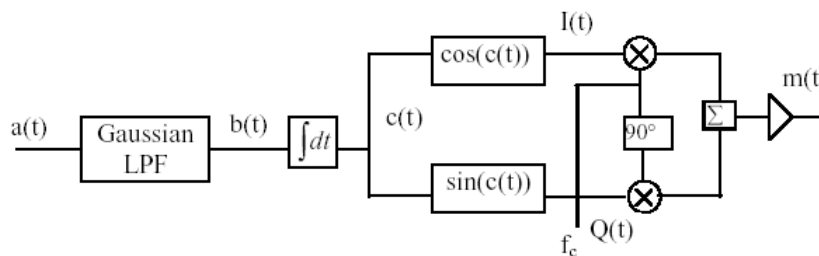 I(t)
cos(c(t))
m(t
a(t)
Gaussian
LPF
b(t)
∫dt
c(t)
90°
Σ
sin(c(t))
f_c
Q(t)